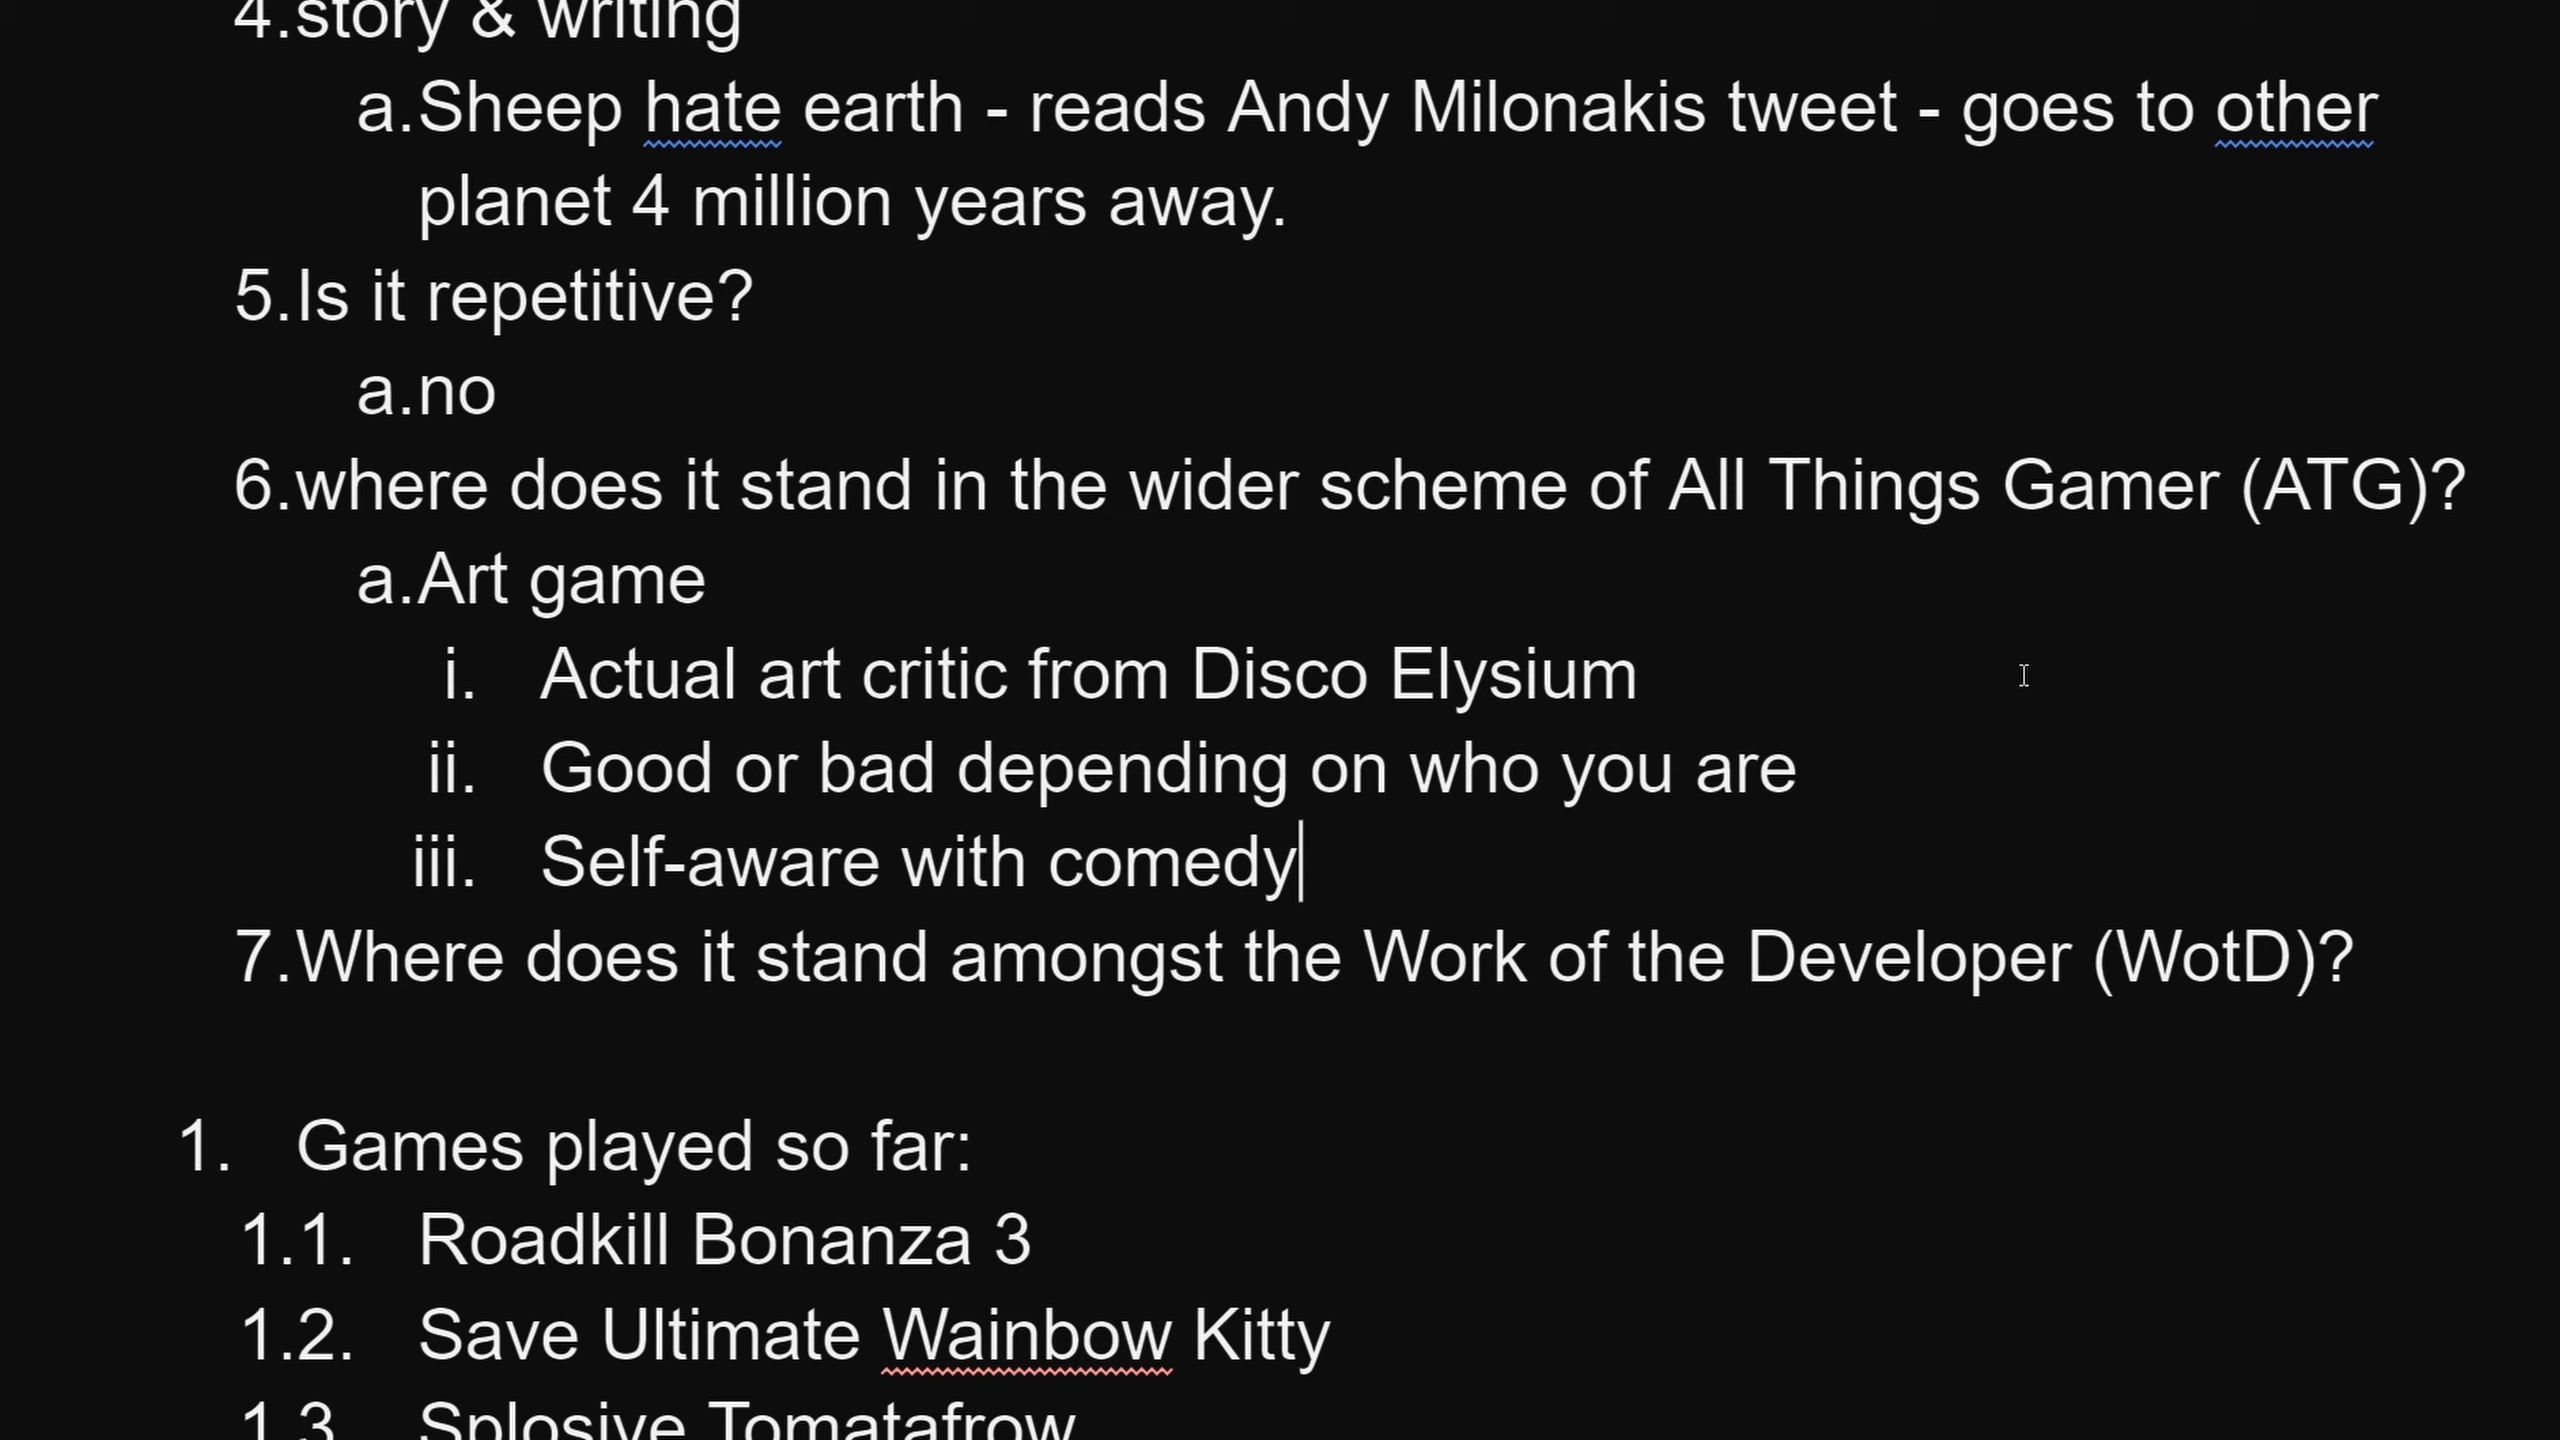 4.story & writing
a.Sheep hate earth - reads Andy Milonakis tweet - goes to other
planet 4 million years away.
5.Is it repetitive?
a.no
6.where does it stand in the wider scheme of All Things Gamer (ATG)?
a.Art game
i. Actual art critic from Disco Elysium
ii. Good or bad depending on who you are
iii. Self-aware with comedy
7.Where does it stand amongst the Work of the Developer (WotD)?
1. Games played so far:
1.1. Roadkill Bonanza 3
1.2. Save Ultimate Wainbow Kitty
1.3. Splosive Tomatafrow